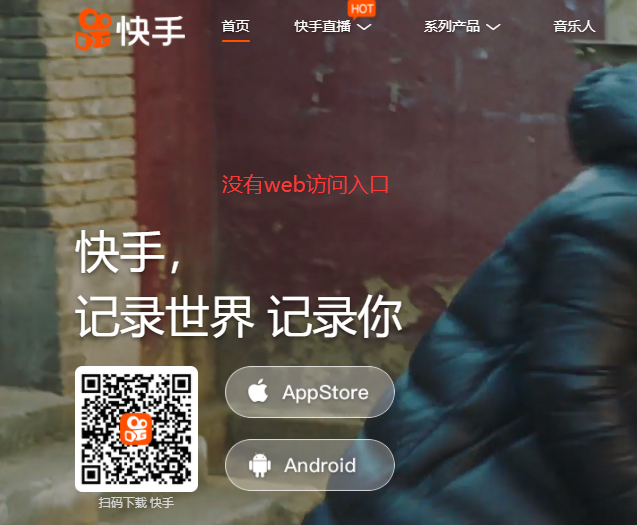 快手
首页
快手直播
HOT
系列产品
音乐人
没有web访问入口
快手，
记录世界 记录你
AppStore
Android
扫码下载 快手